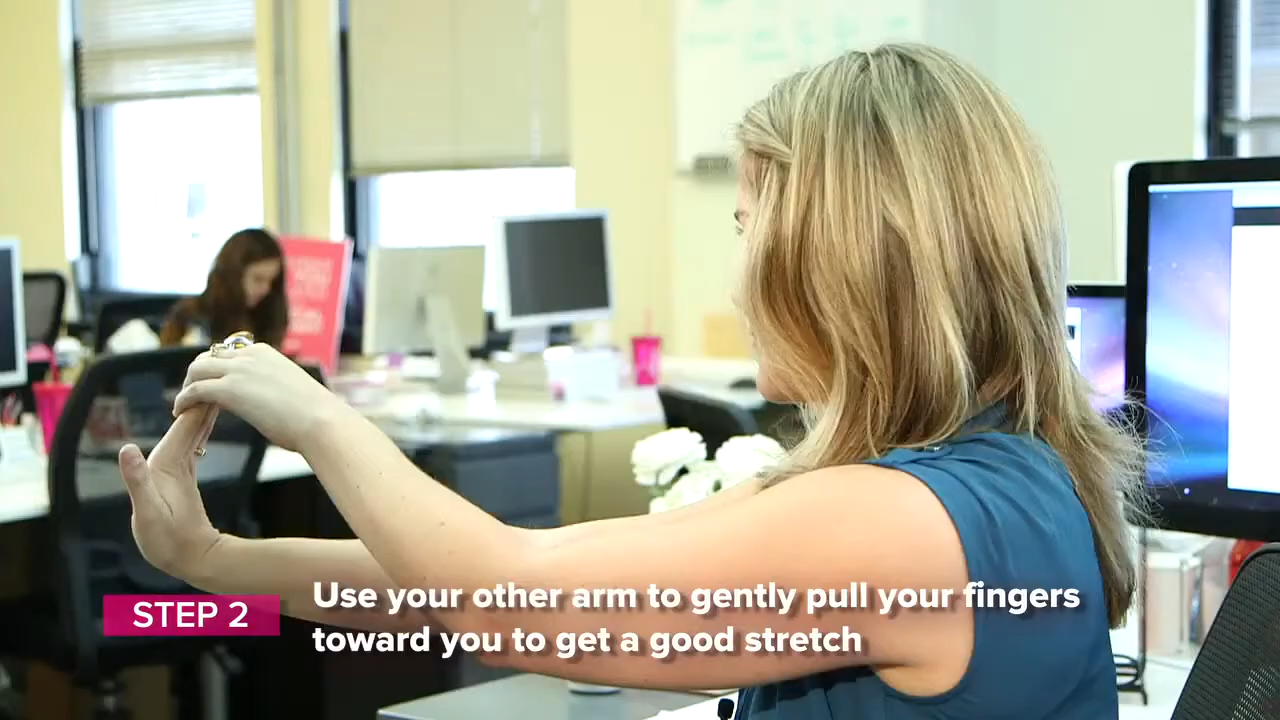 STEP 2
Use your other arm to gently pull your fingers
toward you to get a good stretch